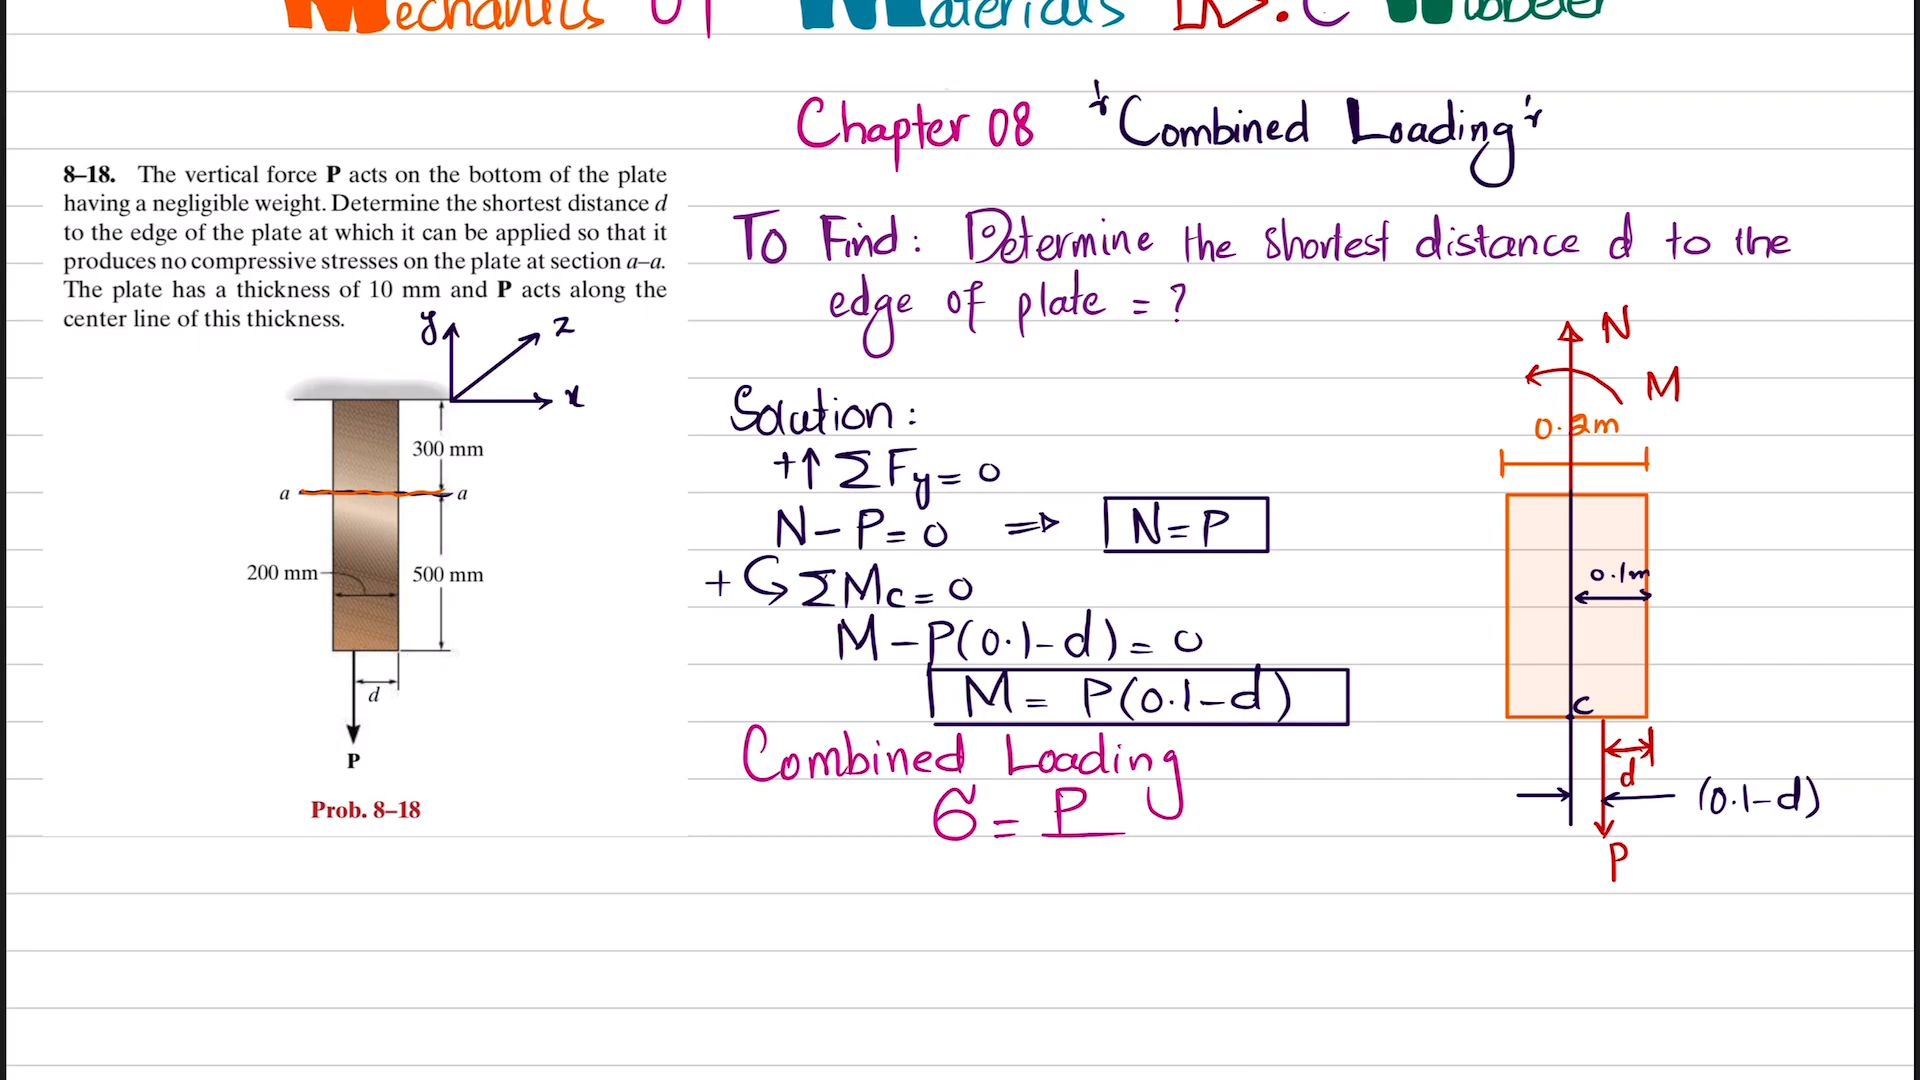 Mechanics of Materials R.C Hibbeler
Chapter 08 "Combined Loading"
8–18. The vertical force P acts on the bottom of the plate
having a negligible weight. Determine the shortest distance d
to the edge of the plate at which it can be applied so that it
produces no compressive stresses on the plate at section a–a.
The plate has a thickness of 10 mm and P acts along the
center line of this thickness.
y
z
x
300 mm
a
a
200 mm
500 mm
d
P
Prob. 8–18
To Find: Determine the shortest distance d to the
edge of plate = ?
Solution:
+↑ ΣFy = 0
N – P = 0 ⇒ N = P
+↺ ΣMc = 0
M – P(0.1 – d) = 0
M = P(0.1 – d)
Combined Loading
σ = P
N
M
0.2m
0.1m
C
d
(0.1–d)
P